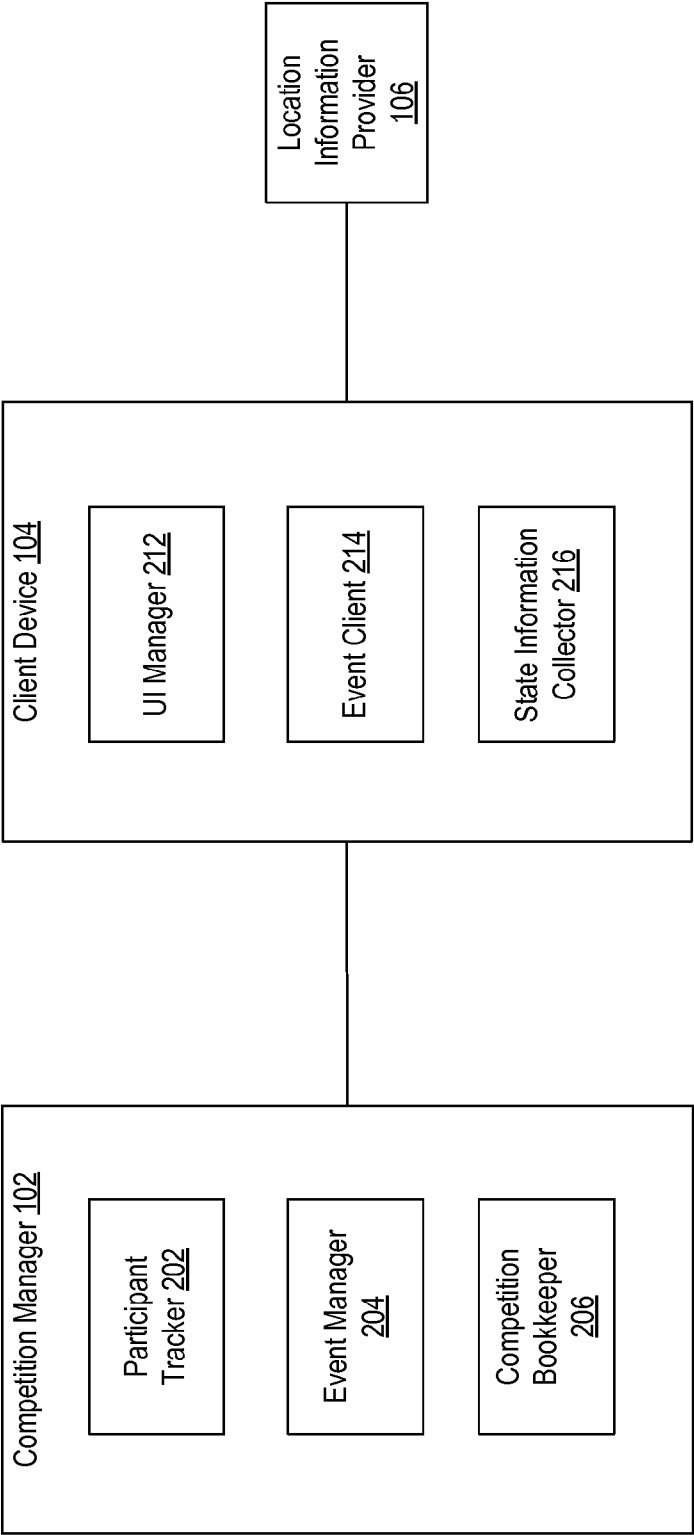 Competition Manager 102
Participant
Tracker 202
Event Manager
204
Competition
Bookkeeper
206
Client Device 104
UI Manager 212
Event Client 214
State Information
Collector 216
Location
Information
Provider
106